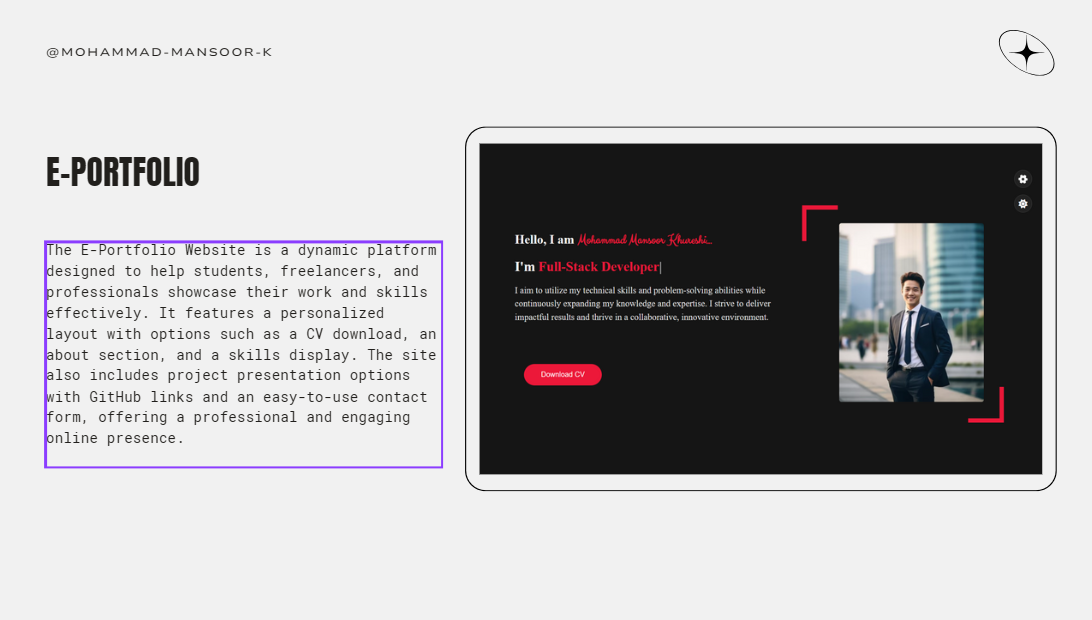 @MOHAMMAD-MANSOOR-K
E-PORTFOLIO
The E-Portfolio Website is a dynamic platform
designed to help students, freelancers, and
professionals showcase their work and skills
effectively. It features a personalized
layout with options such as a CV download, an
about section, and a skills display. The site
also includes project presentation options
with GitHub links and an easy-to-use contact
form, offering a professional and engaging
online presence.
Hello, I am Mohammad Mansoor Khureshi..
I'm Full-Stack Developer|
I aim to utilize my technical skills and problem-solving abilities while
continuously expanding my knowledge and expertise. I strive to deliver
impactful results and thrive in a collaborative, innovative environment.
Download CV